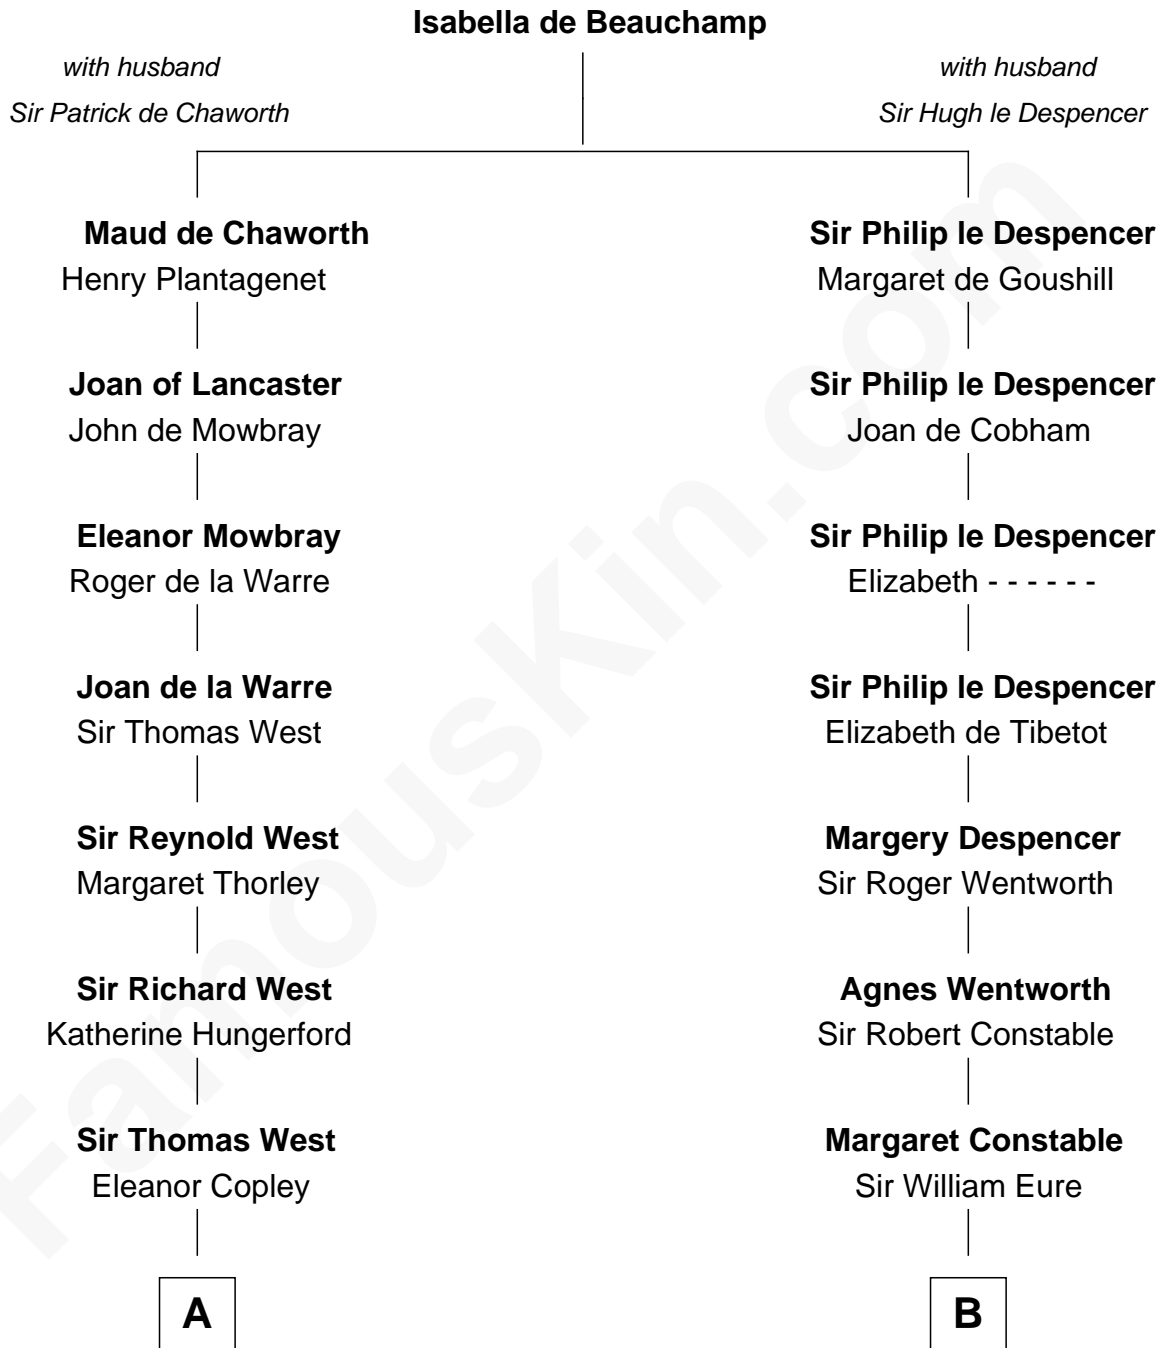 Isabella de Beauchamp
with husband
Sir Patrick de Chaworth
with husband
Sir Hugh le Despencer
Maud de Chaworth
Henry Plantagenet
Sir Philip le Despencer
Margaret de Goushill
Joan of Lancaster
John de Mowbray
Sir Philip le Despencer
Joan de Cobham
Eleanor Mowbray
Roger de la Warre
Sir Philip le Despencer
Elizabeth - - - - - -
Joan de la Warre
Sir Thomas West
Sir Philip le Despencer
Elizabeth de Tibetot
Sir Reynold West
Margaret Thorley
Margery Despencer
Sir Roger Wentworth
Sir Richard West
Katherine Hungerford
Agnes Wentworth
Sir Robert Constable
Sir Thomas West
Eleanor Copley
Margaret Constable
Sir William Eure
A
B
FamousKin.com